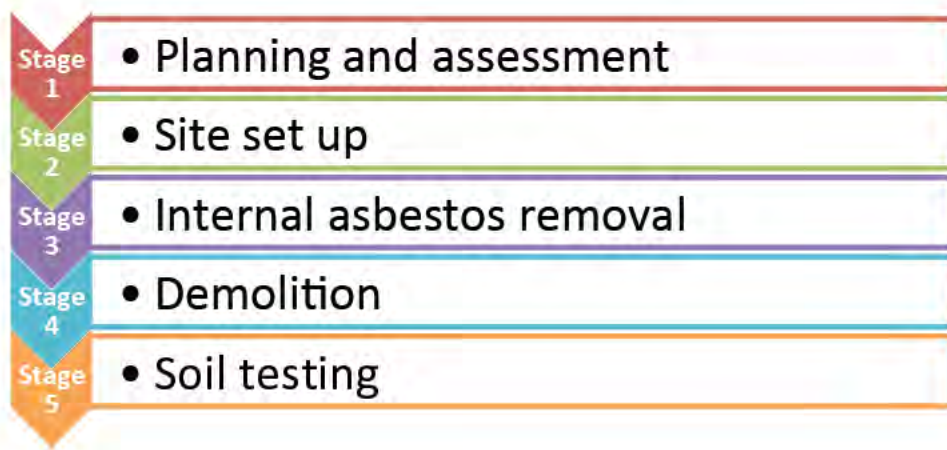 Stage
1
• Planning and assessment
Stage
2
• Site set up
Stage
3
• Internal asbestos removal
Stage
4
• Demolition
Stage
5
• Soil testing